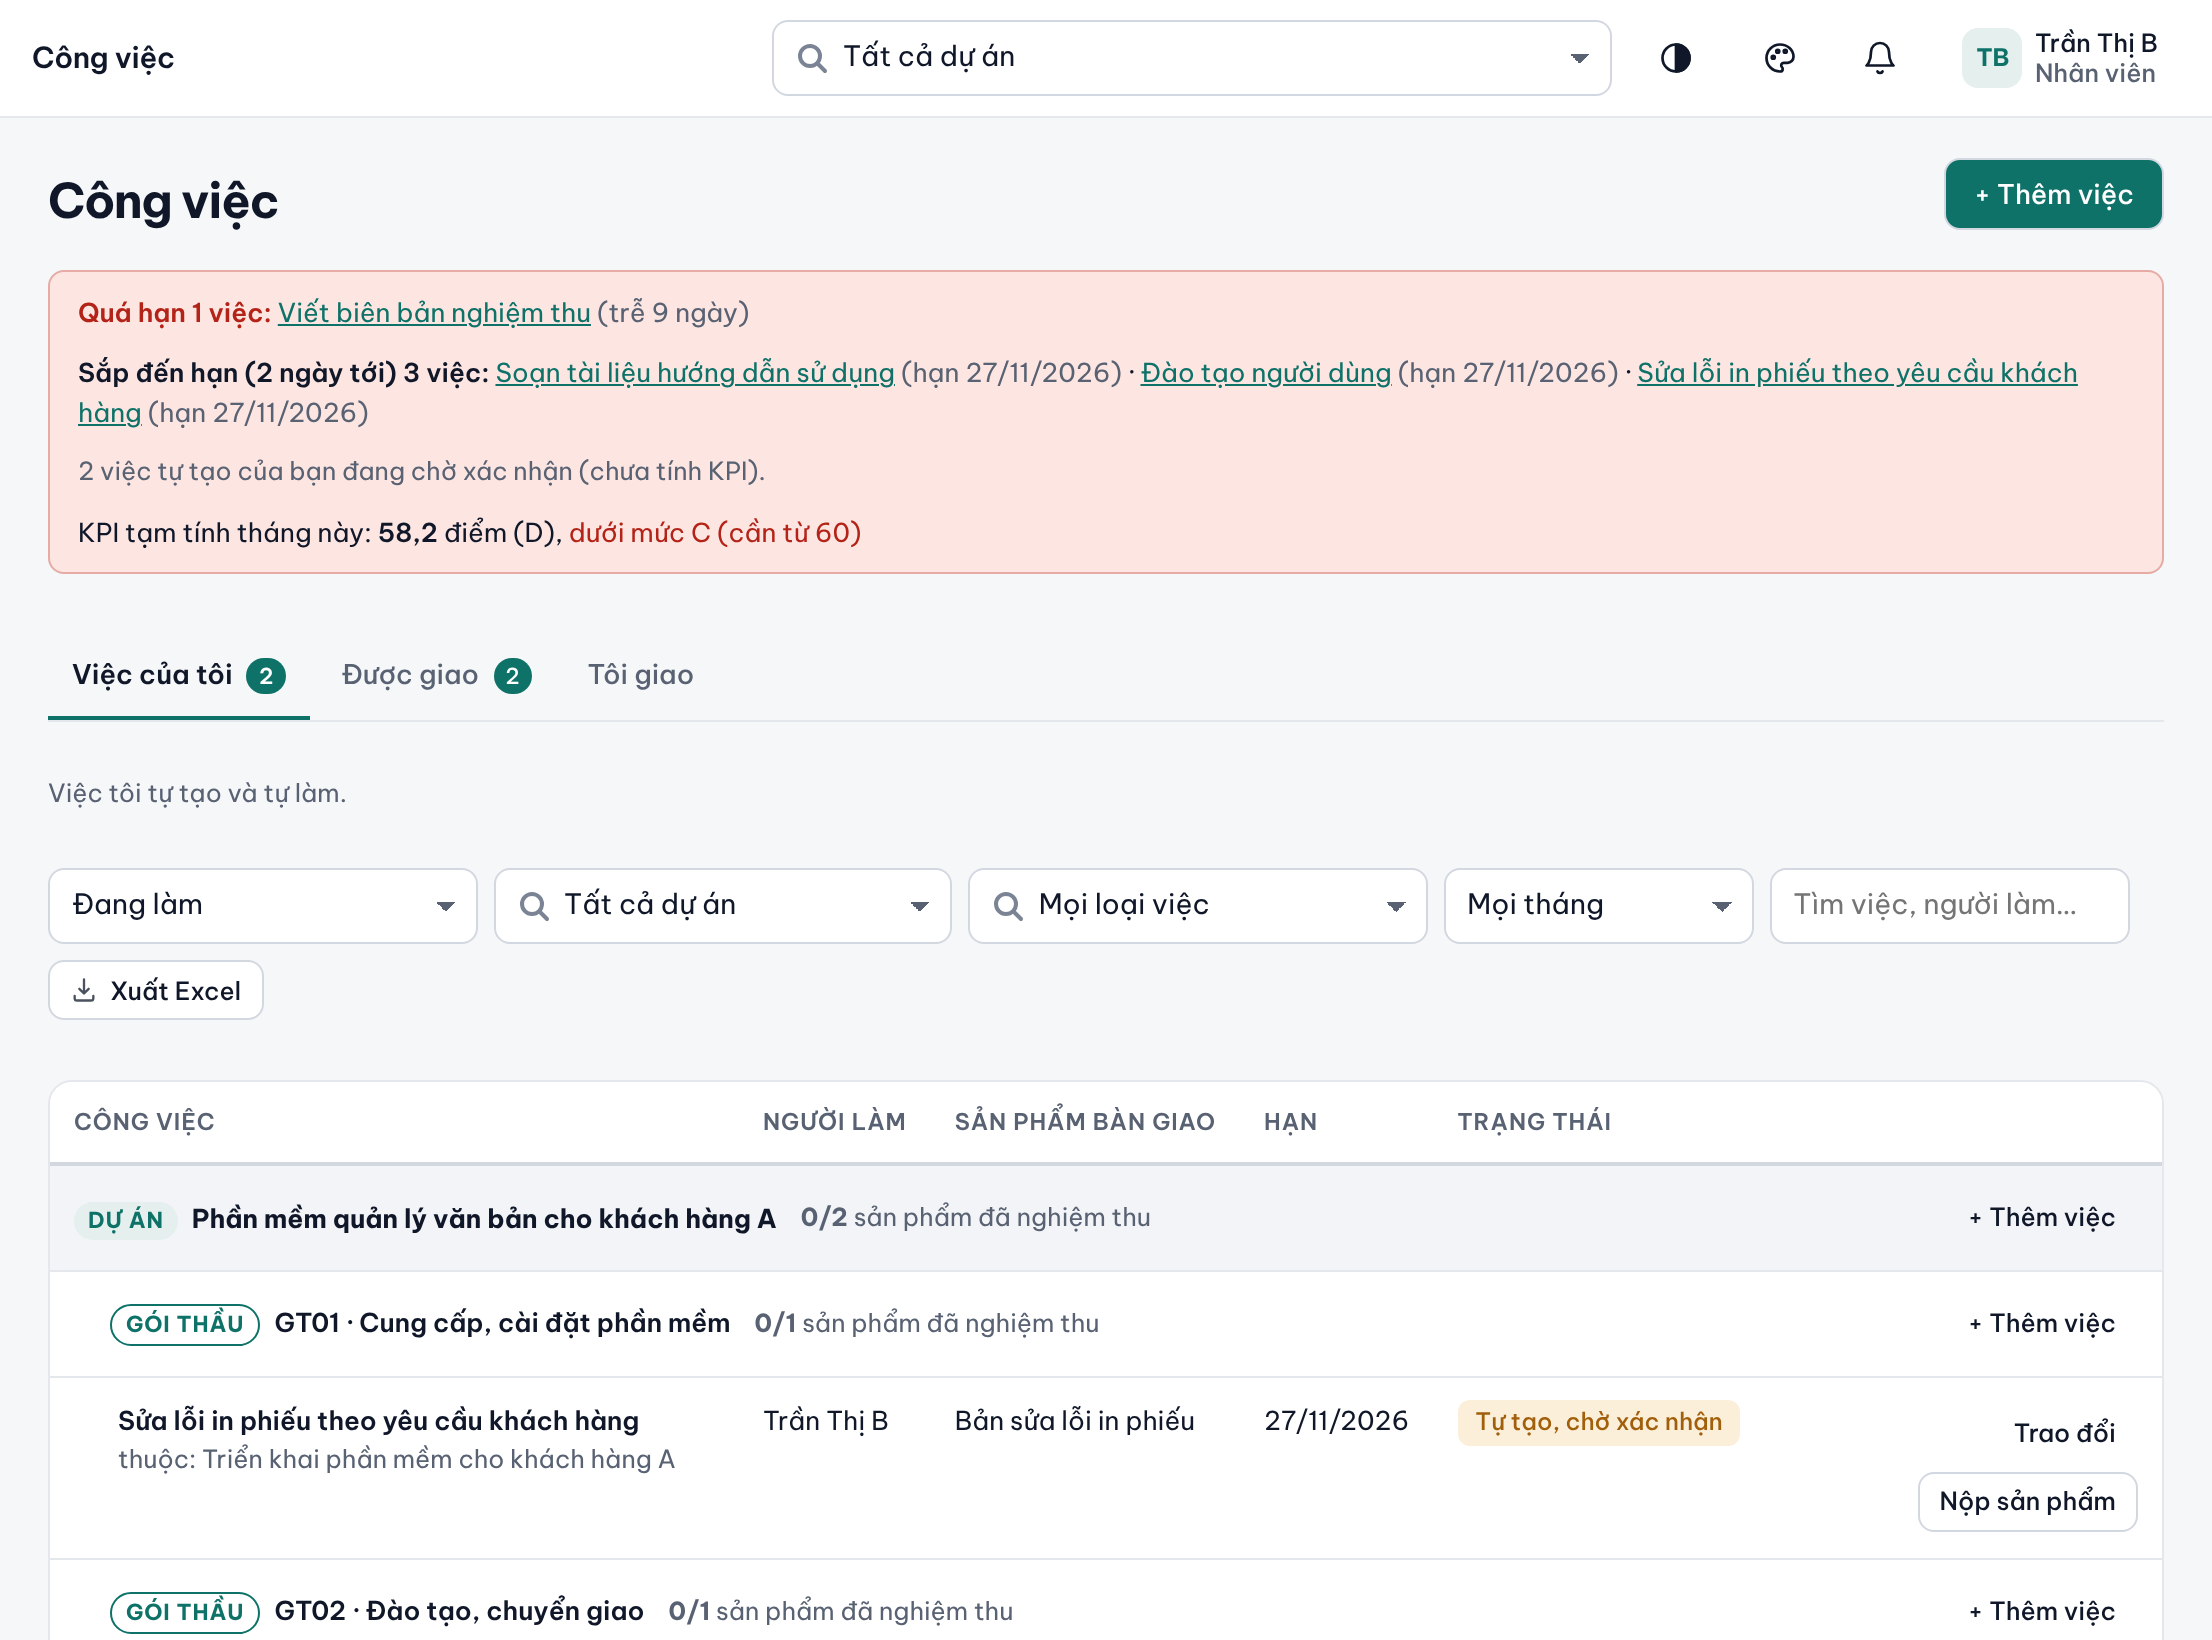 Công việc
Tất cả dự án
TB
Trần Thị B
Nhân viên
Công việc
+ Thêm việc
Quá hạn 1 việc: Viết biên bản nghiệm thu (trễ 9 ngày)
Sắp đến hạn (2 ngày tới) 3 việc: Soạn tài liệu hướng dẫn sử dụng (hạn 27/11/2026) · Đào tạo người dùng (hạn 27/11/2026) · Sửa lỗi in phiếu theo yêu cầu khách
hàng (hạn 27/11/2026)
2 việc tự tạo của bạn đang chờ xác nhận (chưa tính KPI).
KPI tạm tính tháng này: 58,2 điểm (D), dưới mức C (cần từ 60)
Việc của tôi 2 Được giao 2 Tôi giao
Việc tôi tự tạo và tự làm.
Đang làm Tất cả dự án Mọi loại việc Mọi tháng Tìm việc, người làm...
Xuất Excel
CÔNG VIỆC NGƯỜI LÀM SẢN PHẨM BÀN GIAO HẠN TRẠNG THÁI
DỰ ÁN Phần mềm quản lý văn bản cho khách hàng A 0/2 sản phẩm đã nghiệm thu + Thêm việc
GÓI THẦU GT01 · Cung cấp, cài đặt phần mềm 0/1 sản phẩm đã nghiệm thu + Thêm việc
Sửa lỗi in phiếu theo yêu cầu khách hàng Trần Thị B Bản sửa lỗi in phiếu 27/11/2026 Tự tạo, chờ xác nhận Trao đổi
thuộc: Triển khai phần mềm cho khách hàng A
Nộp sản phẩm
GÓI THẦU GT02 · Đào tạo, chuyển giao 0/1 sản phẩm đã nghiệm thu + Thêm việc